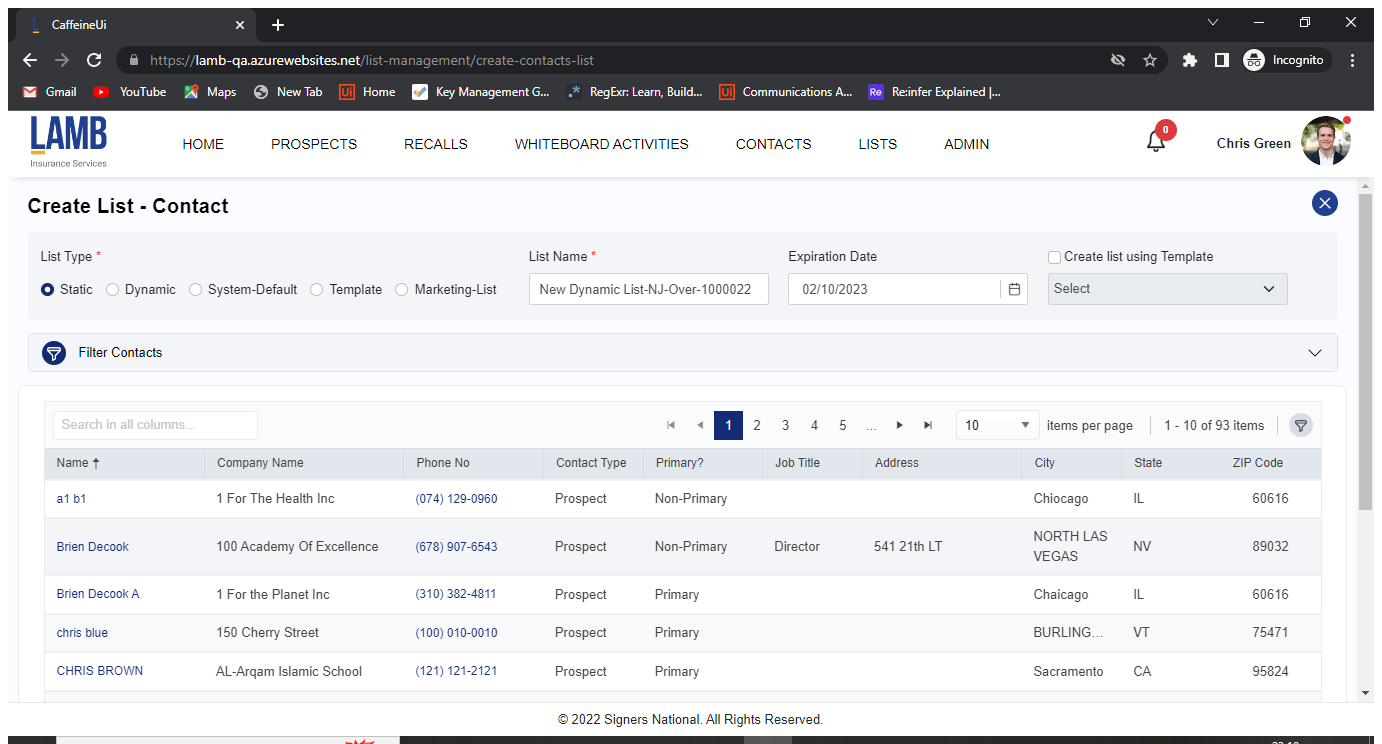 CaffeineUi
https://lamb-qa.azurewebsites.net/list-management/create-contacts-list
Incognito
Gmail YouTube Maps New Tab Home Key Management G... RegExr: Learn, Build... Communications A... Re:infer Explained |...
LAMB
Insurance Services
HOME PROSPECTS RECALLS WHITEBOARD ACTIVITIES CONTACTS LISTS ADMIN 0 Chris Green
Create List - Contact
List Type * List Name * Expiration Date Create list using Template
Static Dynamic System-Default Template Marketing-List New Dynamic List-NJ-Over-1000022 02/10/2023 Select
Filter Contacts
Search in all columns... 1 2 3 4 5 ... 10 items per page 1 - 10 of 93 items
Name Company Name Phone No Contact Type Primary? Job Title Address City State ZIP Code
a1 b1 1 For The Health Inc (074) 129-0960 Prospect Non-Primary Chiocago IL 60616
Brien Decook 100 Academy Of Excellence (678) 907-6543 Prospect Non-Primary Director 541 21th LT NORTH LAS VEGAS NV 89032
Brien Decook A 1 For the Planet Inc (310) 382-4811 Prospect Primary Chaicago IL 60616
chris blue 150 Cherry Street (100) 010-0010 Prospect Primary BURLING... VT 75471
CHRIS BROWN AL-Arqam Islamic School (121) 121-2121 Prospect Primary Sacramento CA 95824
© 2022 Signers National. All Rights Reserved.